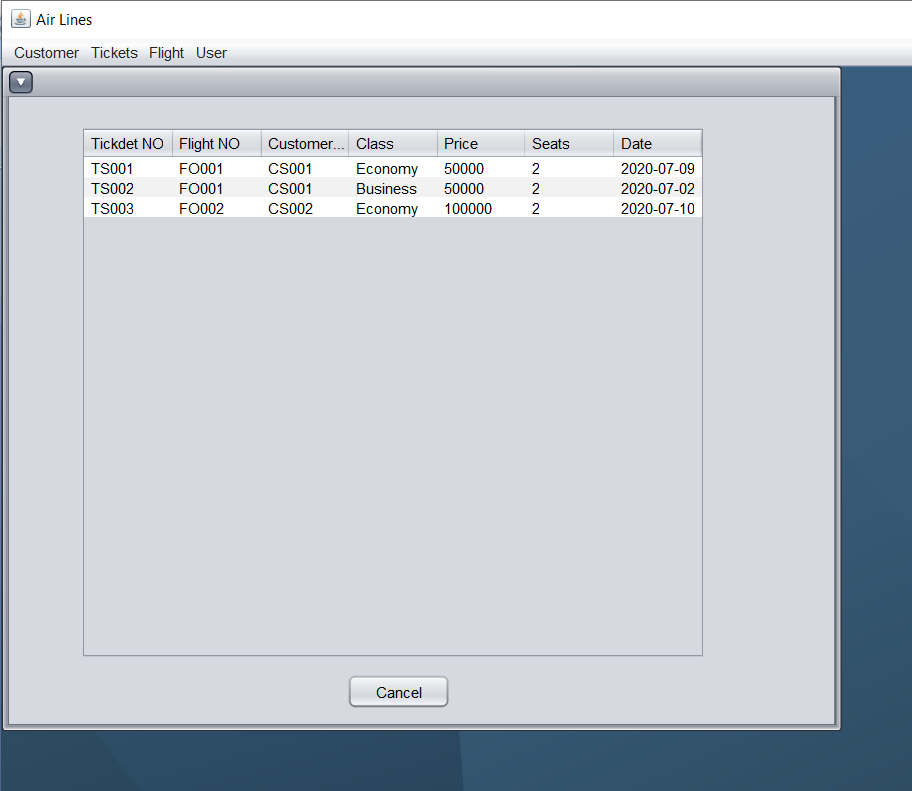 Air Lines
Customer Tickets Flight User
Tickdet NO Flight NO Customer... Class Price Seats Date
TS001 FO001 CS001 Economy 50000 2 2020-07-09
TS002 FO001 CS001 Business 50000 2 2020-07-02
TS003 FO002 CS002 Economy 100000 2 2020-07-10
Cancel